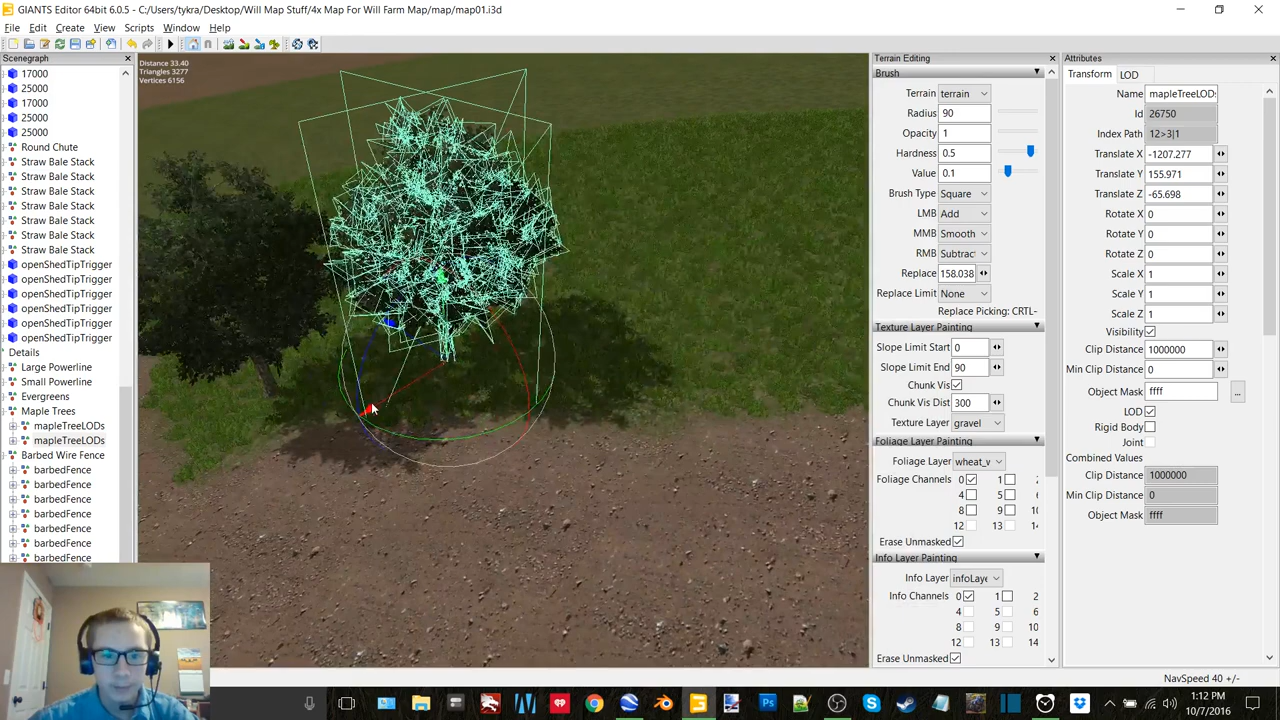 GIANTS Editor 64bit 6.0.5 - C:/Users/tykra/Desktop/Will Map Stuff/4x Map For Will Farm Map/map/map01.i3d
File Edit Create View Scripts Window Help
Scenegraph
17000
25000
17000
25000
25000
Round Chute
Straw Bale Stack
Straw Bale Stack
Straw Bale Stack
Straw Bale Stack
Straw Bale Stack
Straw Bale Stack
Straw Bale Stack
openShedTipTrigger
openShedTipTrigger
openShedTipTrigger
openShedTipTrigger
openShedTipTrigger
openShedTipTrigger
Details
Large Powerline
Small Powerline
Evergreens
Maple Trees
mapleTreeLODs
mapleTreeLODs
Barbed Wire Fence
barbedFence
barbedFence
barbedFence
barbedFence
barbedFence
barbedFence
barbedFence
Distance 33.40
Triangles 3277
Vertices 6156
Terrain Editing
Brush
Terrain terrain
Radius 90
Opacity 1
Hardness 0.5
Value 0.1
Brush Type Square
LMB Add
MMB Smooth
RMB Subtrac
Replace 158.038
Replace Limit None
Replace Picking: CRTL-
Texture Layer Painting
Slope Limit Start 0
Slope Limit End 90
Chunk Vis
Chunk Vis Dist 300
Texture Layer gravel
Foliage Layer Painting
Foliage Layer wheat_v
Foliage Channels 0 1 2
4 5 6
8 9 10
12 13 14
Erase Unmasked
Info Layer Painting
Info Layer infoLaye
Info Channels 0 1 2
4 5 6
8 9 10
12 13 14
Erase Unmasked
Attributes
Transform LOD
Name mapleTreeLOD
Id 26750
Index Path 12>3|1
Translate X -1207.277
Translate Y 155.971
Translate Z -65.698
Rotate X 0
Rotate Y 0
Rotate Z 0
Scale X 1
Scale Y 1
Scale Z 1
Visibility
Clip Distance 1000000
Min Clip Distance 0
Object Mask ffff ...
LOD
Rigid Body
Joint
Combined Values
Clip Distance 1000000
Min Clip Distance 0
Object Mask ffff
NavSpeed 40 +/-
1:12 PM
10/7/2016